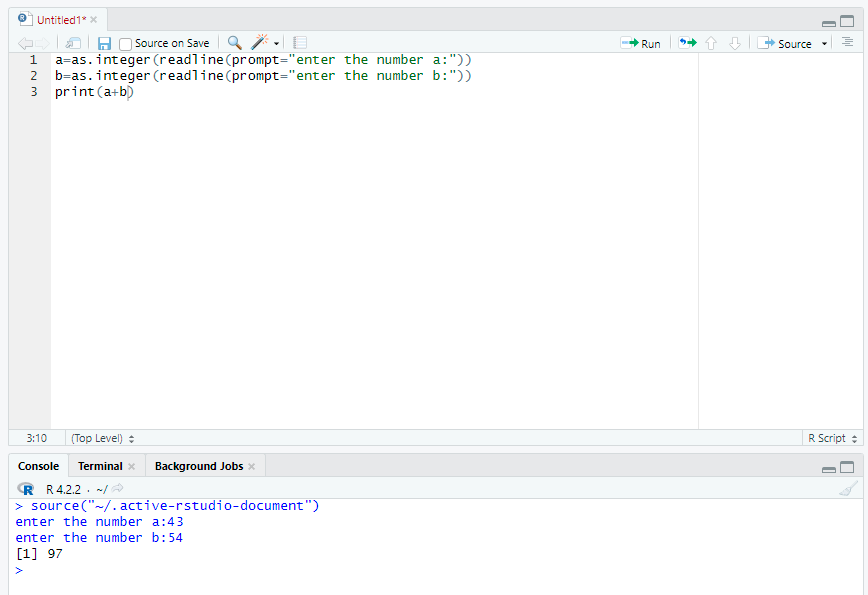 Untitled1*
Source on Save
Run
Source
1 a=as.integer(readline(prompt="enter the number a:"))
2 b=as.integer(readline(prompt="enter the number b:"))
3 print(a+b)
3:10 (Top Level) R Script
Console Terminal Background Jobs
R R 4.2.2 · ~/
> source("~/.active-rstudio-document")
enter the number a:43
enter the number b:54
[1] 97
>